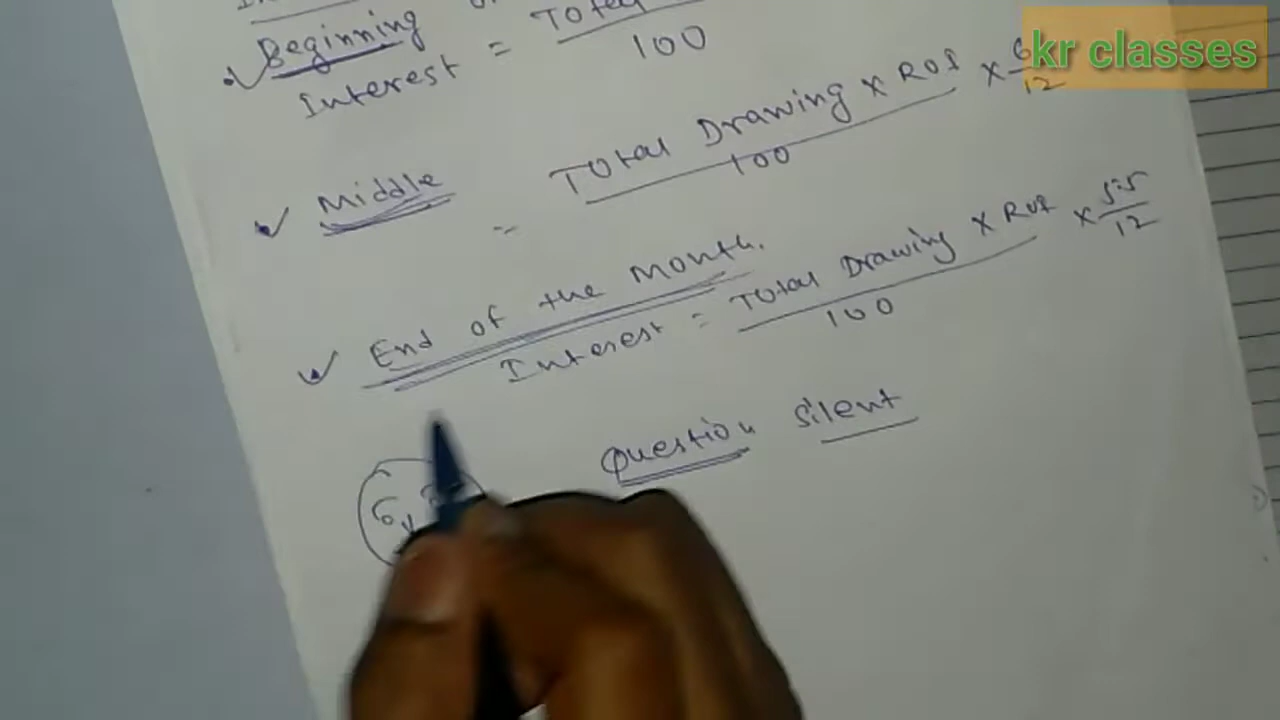 kr classes
Beginning
Interest = Total
100
Middle = Total Drawing x ROI x 6
100 12
End of the Month.
Interest = Total Drawing x ROI x 5.5
100 12
Question silent
6